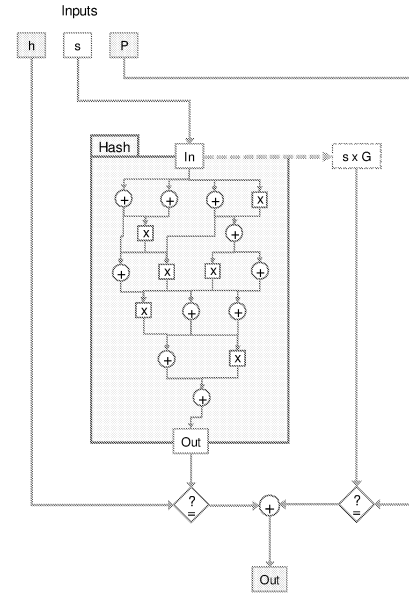 Inputs
h
s
P
Hash
In
s x G
+
+
+
x
x
+
+
x
x
+
x
+
+
+
x
+
Out
?
=
+
?
=
Out